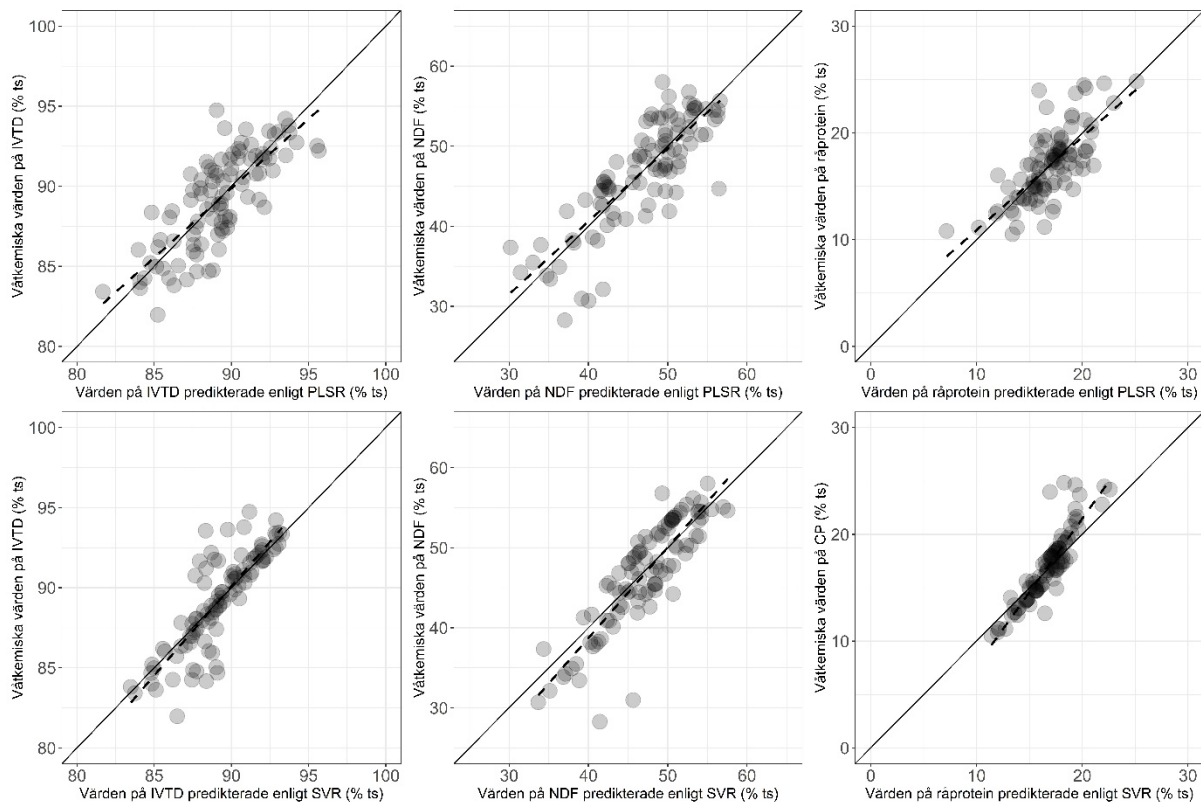 100
95
90
85
80
Våtkemiska värden på IVTD (% ts)
80 85 90 95 100
Värden på IVTD predikterade enligt PLSR (% ts)
60
50
40
30
Våtkemiska värden på NDF (% ts)
30 40 50 60
Värden på NDF predikterade enligt PLSR (% ts)
30
20
10
0
Våtkemiska värden på råprotein (% ts)
0 10 20 30
Värden på råprotein predikterade enligt PLSR (% ts)
100
95
90
85
80
Våtkemiska värden på IVTD (% ts)
80 85 90 95 100
Värden på IVTD predikterade enligt SVR (% ts)
60
50
40
30
Våtkemiska värden på NDF (% ts)
30 40 50 60
Värden på NDF predikterade enligt SVR (% ts)
30
20
10
0
Våtkemiska värden på CP (% ts)
0 10 20 30
Värden på råprotein predikterade enligt SVR (% ts)